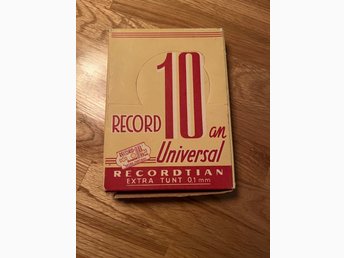 10
RECORD
an
Universal
RECORDTIAN
EXTRA TUNT 0,1 mm